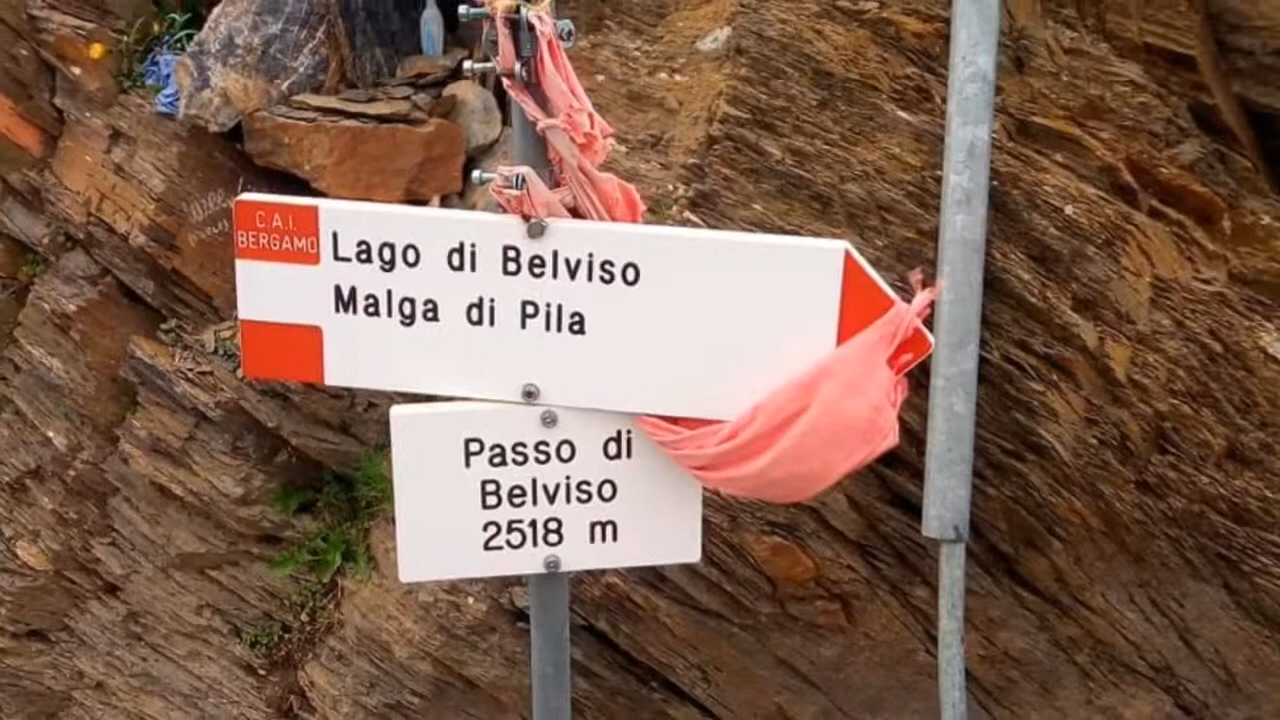 C.A.I.
BERGAMO
Lago di Belviso
Malga di Pila
Passo di
Belviso
2518 m